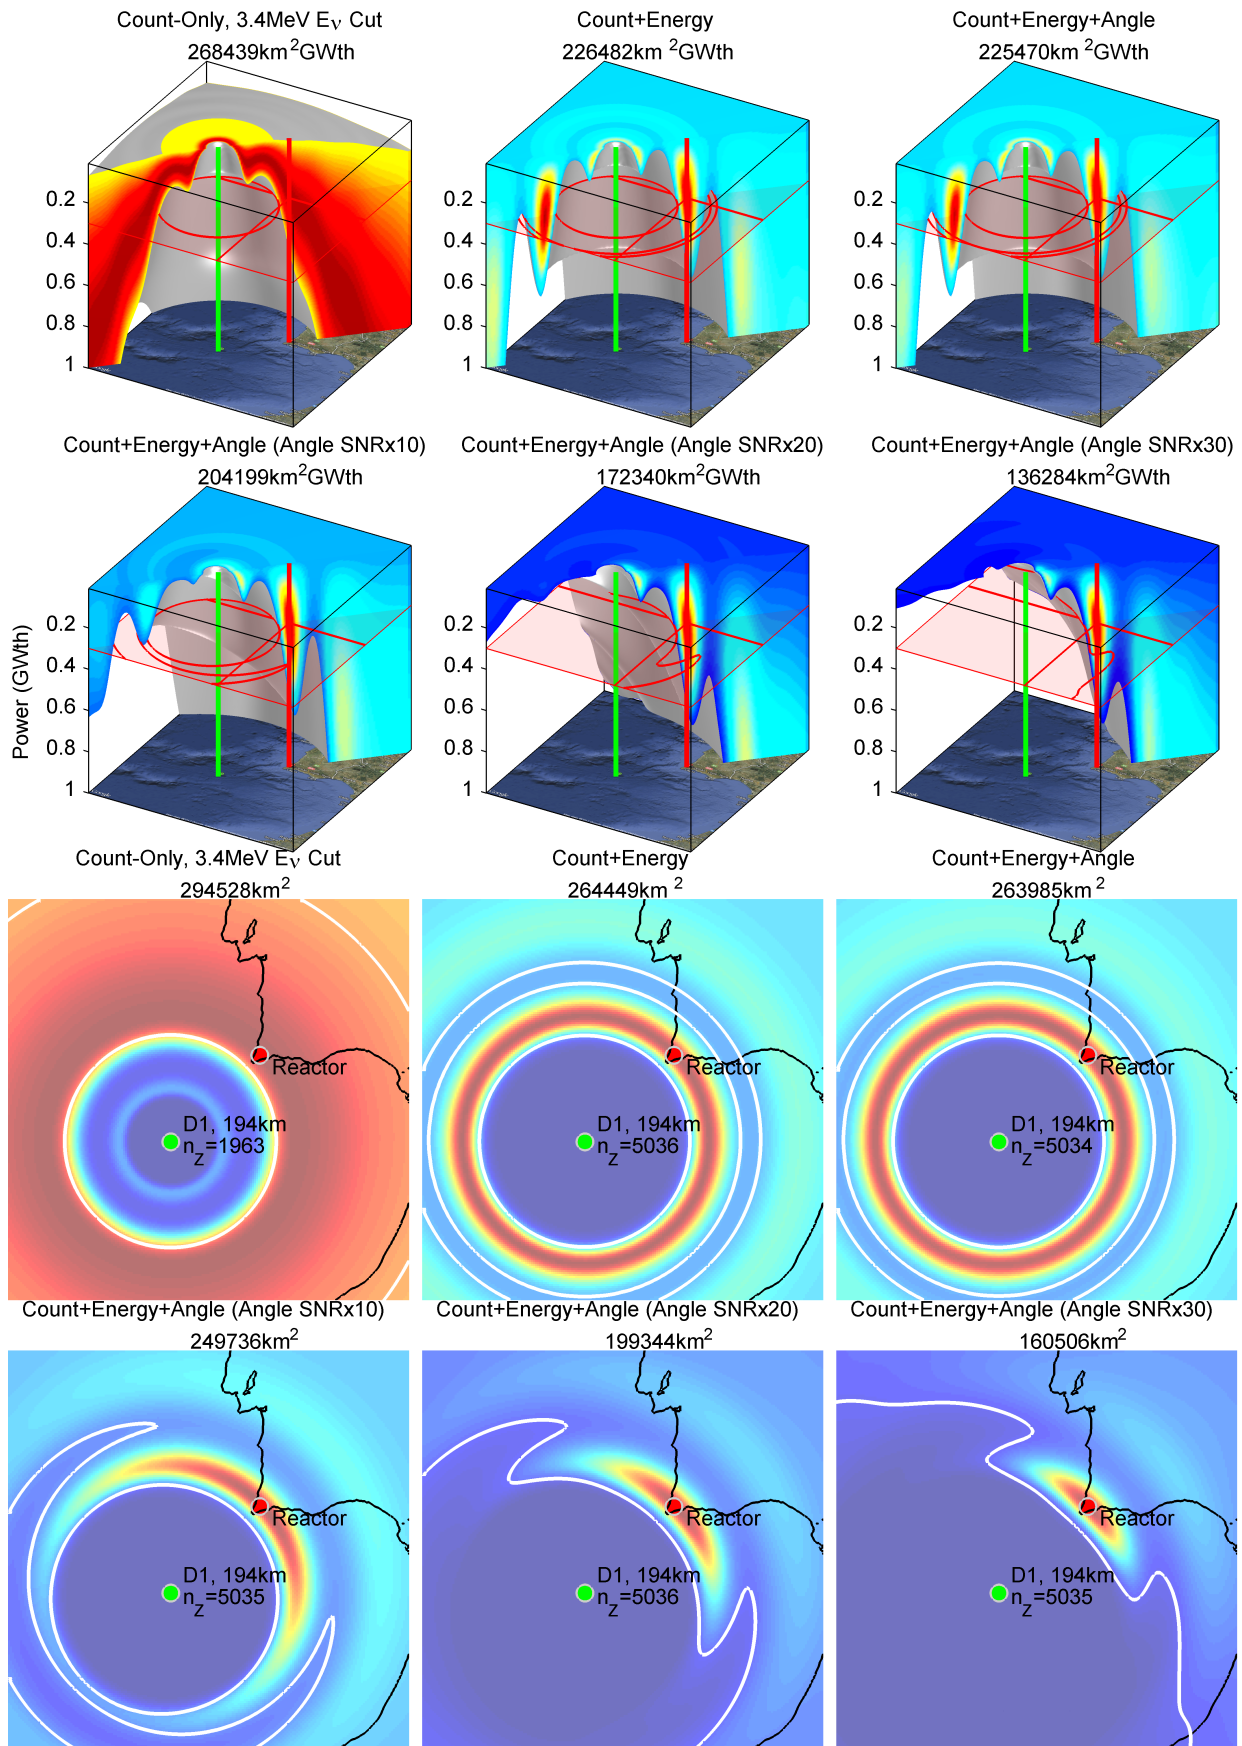 Count-Only, 3.4MeV Eν Cut
268439km²GWth
Count+Energy
226482km ²GWth
Count+Energy+Angle
225470km ²GWth
0.2
0.4
0.6
0.8
1
0.2
0.4
0.6
0.8
1
0.2
0.4
0.6
0.8
1
Count+Energy+Angle (Angle SNRx10)
204199km²GWth
Count+Energy+Angle (Angle SNRx20)
172340km²GWth
Count+Energy+Angle (Angle SNRx30)
136284km²GWth
Power (GWth)
0.2
0.4
0.6
0.8
1
0.2
0.4
0.6
0.8
1
0.2
0.4
0.6
0.8
1
Count-Only, 3.4MeV Eν Cut
294528km²
Count+Energy
264449km ²
Count+Energy+Angle
263985km ²
Reactor
D1, 194km
n_z=1963
Reactor
D1, 194km
n_z=5036
Reactor
D1, 194km
n_z=5034
Count+Energy+Angle (Angle SNRx10)
249736km²
Count+Energy+Angle (Angle SNRx20)
199344km²
Count+Energy+Angle (Angle SNRx30)
160506km²
Reactor
D1, 194km
n_z=5035
Reactor
D1, 194km
n_z=5036
Reactor
D1, 194km
n_z=5035